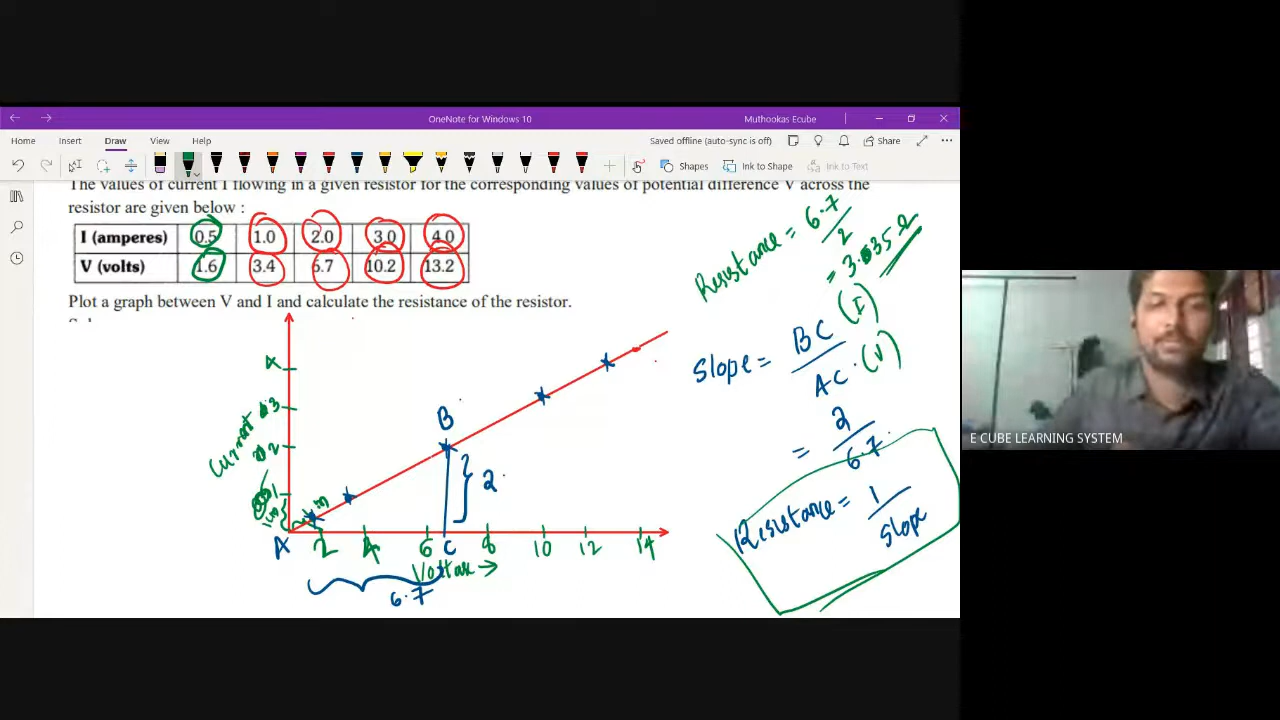 OneNote for Windows 10
Muthookas Ecube
Home Insert Draw View Help
Saved offline (auto-sync is off)
Share
Shapes Ink to Shape Ink to Text
The values of current I flowing in a given resistor for the corresponding values of potential difference V across the
resistor are given below :
I (amperes) 0.5 1.0 2.0 3.0 4.0
V (volts) 1.6 3.4 6.7 10.2 13.2
Plot a graph between V and I and calculate the resistance of the resistor.
Resistance = 6.7/2
= 3.35 Ω
Slope = BC (I)
AC (V)
= 2/6.7
Resistance = 1/Slope
Current
4
3
2
1
B
2
A 2 4 6 C 8 10 12 14
6.7
E CUBE LEARNING SYSTEM